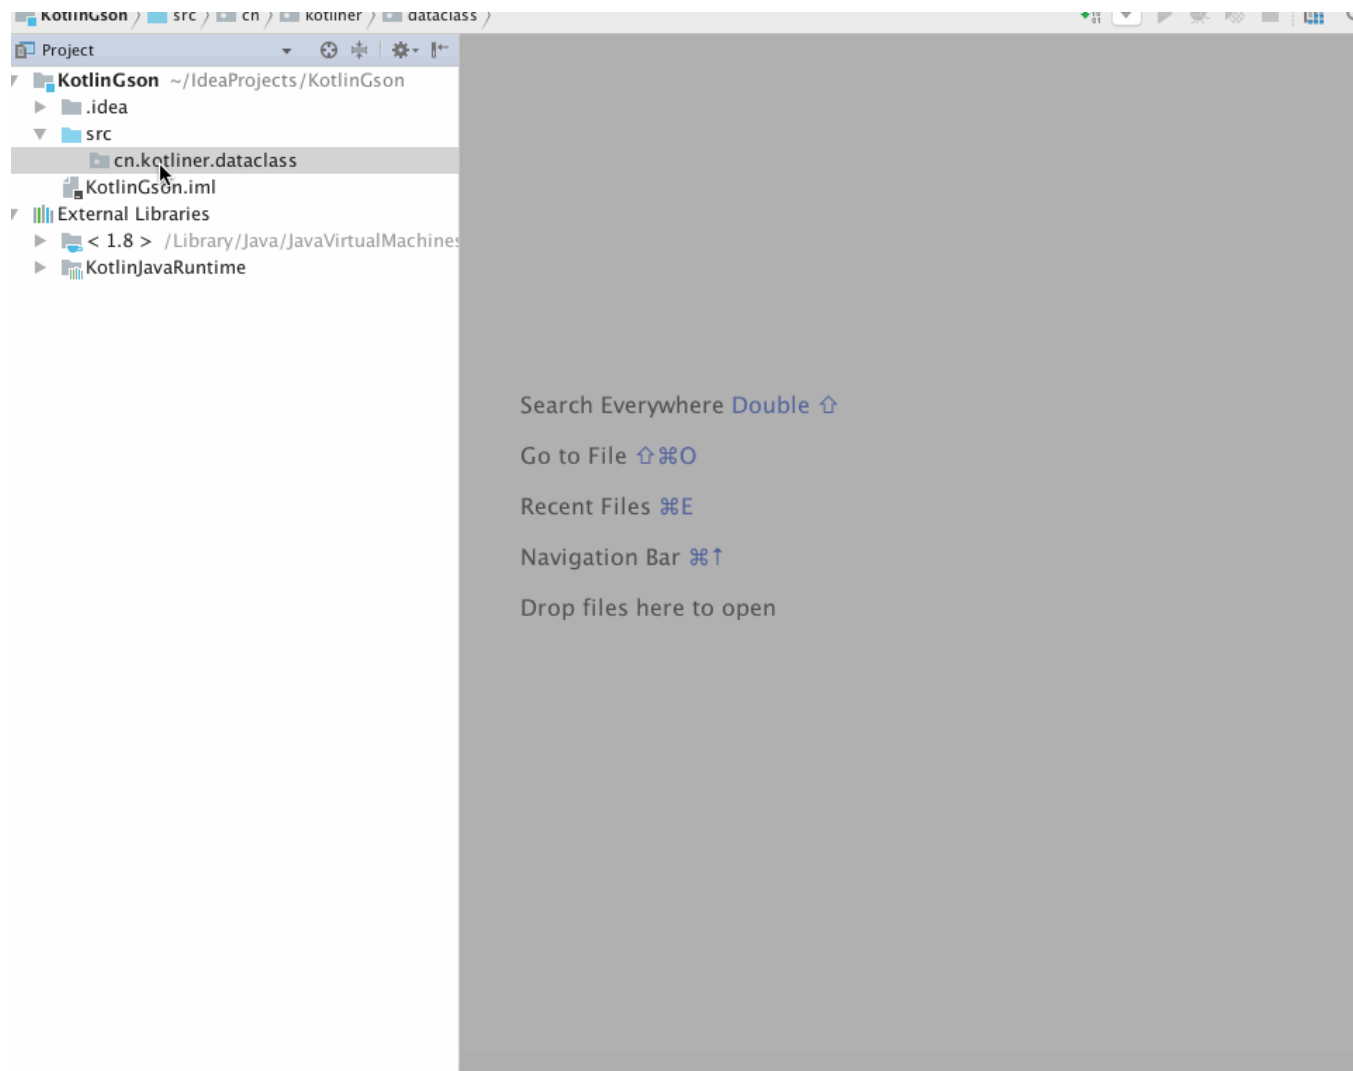 KotlinGson src cn kotliner dataclass
Project
KotlinGson ~/IdeaProjects/KotlinGson
.idea
src
cn.kotliner.dataclass
KotlinGson.iml
External Libraries
< 1.8 > /Library/Java/JavaVirtualMachines
KotlinJavaRuntime
Search Everywhere Double ⇧
Go to File ⇧⌘O
Recent Files ⌘E
Navigation Bar ⌘↑
Drop files here to open